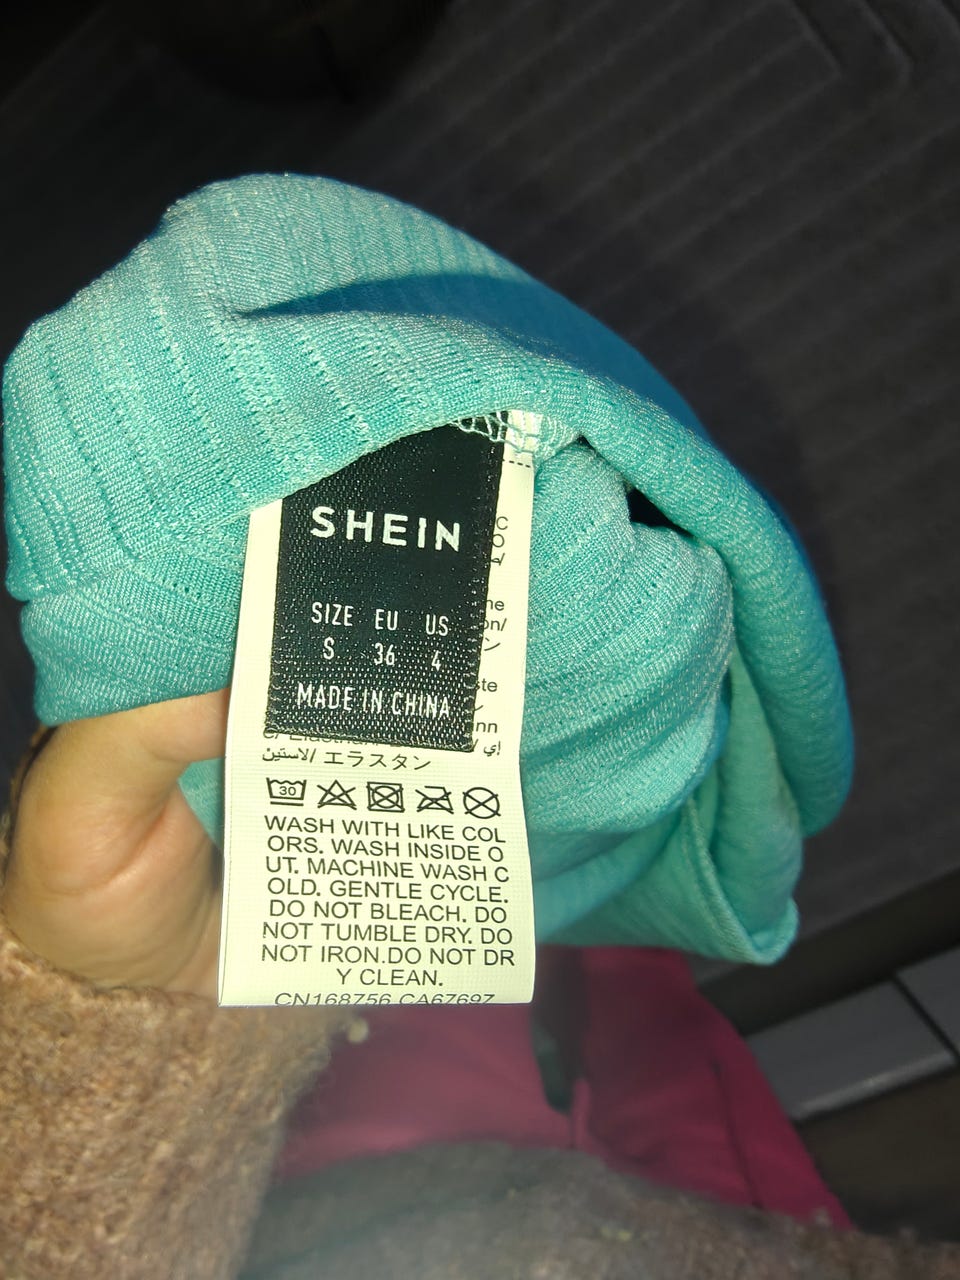 SHEIN
SIZE EU US
S 36 4
MADE IN CHINA
لاستين/ エラスタン
30
WASH WITH LIKE COL
ORS. WASH INSIDE O
UT. MACHINE WASH C
OLD. GENTLE CYCLE.
DO NOT BLEACH. DO
NOT TUMBLE DRY. DO
NOT IRON.DO NOT DR
Y CLEAN.
CN168756 CA67697